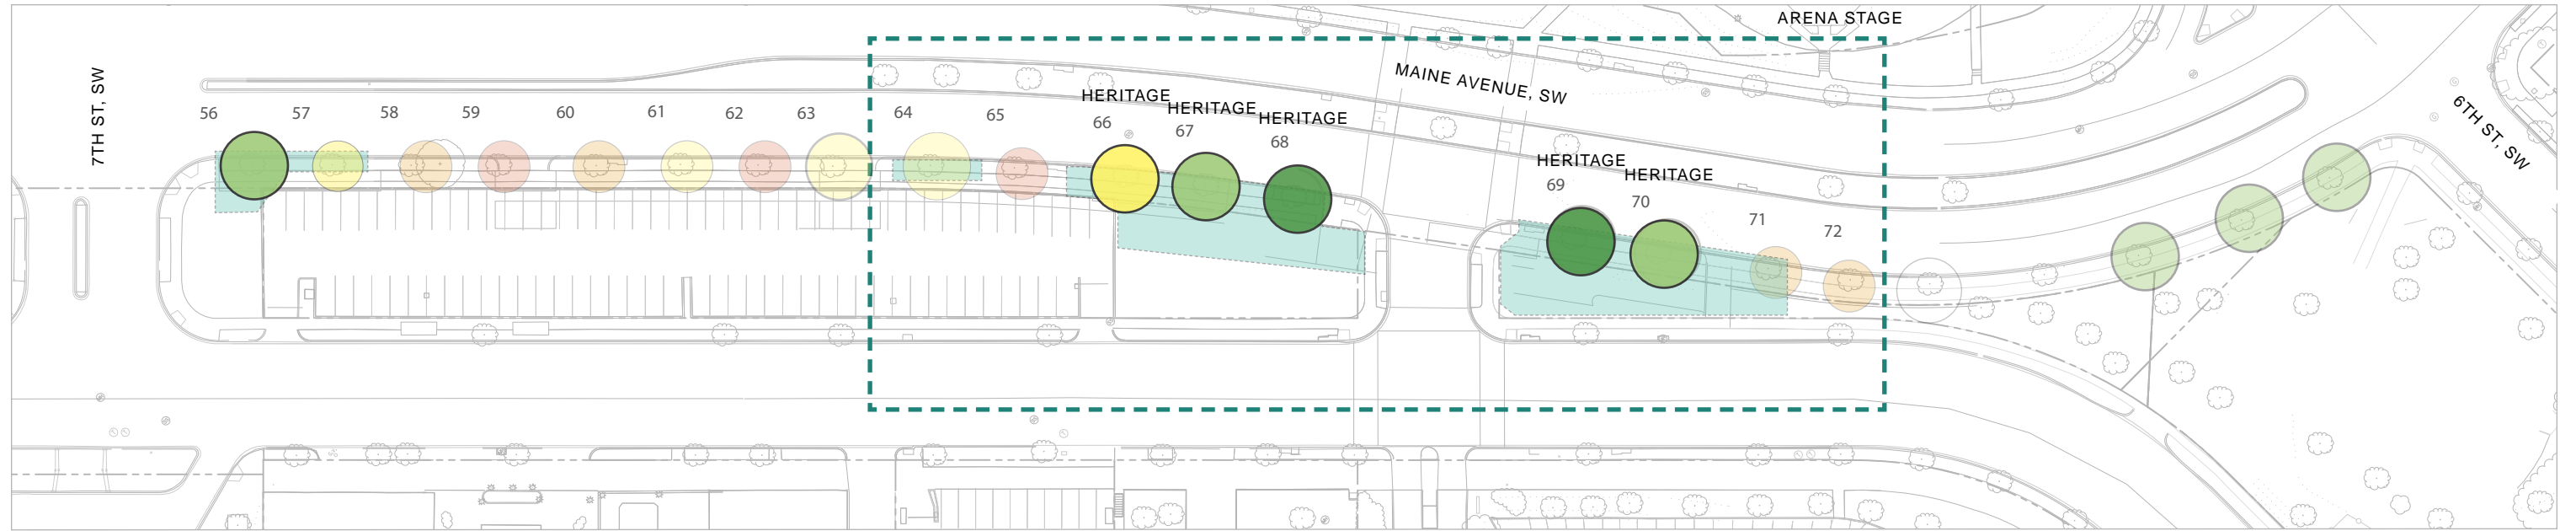 ARENA STAGE
MAINE AVENUE, SW
7TH ST, SW
6TH ST, SW
56
57
58
59
60
61
62
63
64
65
HERITAGE
66
HERITAGE
67
HERITAGE
68
HERITAGE
69
HERITAGE
70
71
72